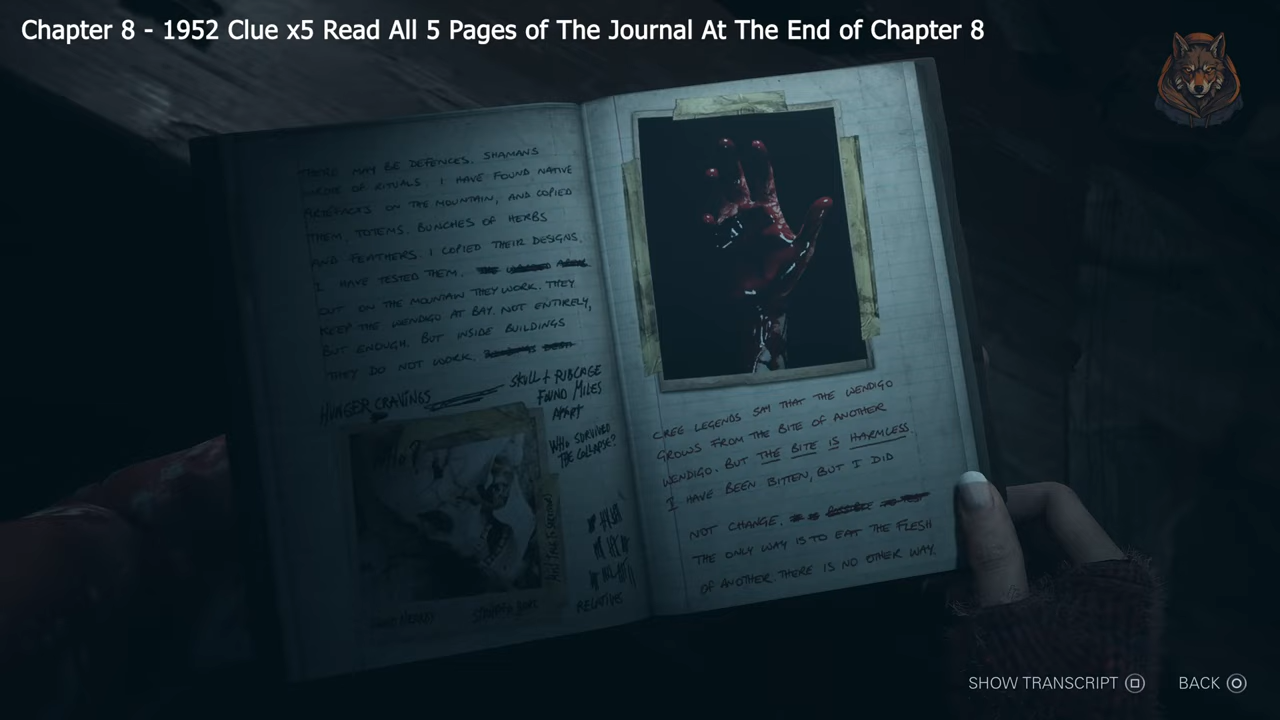 Chapter 8 - 1952 Clue x5 Read All 5 Pages of The Journal At The End of Chapter 8
THERE MAY BE DEFENCES. SHAMANS
OF RITUALS. I HAVE FOUND NATIVE
ARTEFACTS ON THE MOUNTAIN, AND COPIED
THEM. TOTEMS. BUNCHES OF HERBS
AND FEATHERS. I COPIED THEIR DESIGNS.
I HAVE TESTED THEM.
OUT ON THE MOUNTAIN THEY WORK. THEY
KEEP THE WENDIGO AT BAY. NOT ENTIRELY,
BUT ENOUGH. BUT INSIDE BUILDINGS
THEY DO NOT WORK.
HUNGER CRAVINGS
SKULL + RIBCAGE
FOUND MILES
APART
WHO SURVIVED
THE COLLAPSE?
RELATIVES
CREE LEGENDS SAY THAT THE WENDIGO
GROWS FROM THE BITE OF ANOTHER
WENDIGO. BUT THE BITE IS HARMLESS
I HAVE BEEN BITTEN, BUT I DID
NOT CHANGE.
THE ONLY WAY IS TO EAT THE FLESH
OF ANOTHER. THERE IS NO OTHER WAY.
SHOW TRANSCRIPT
BACK